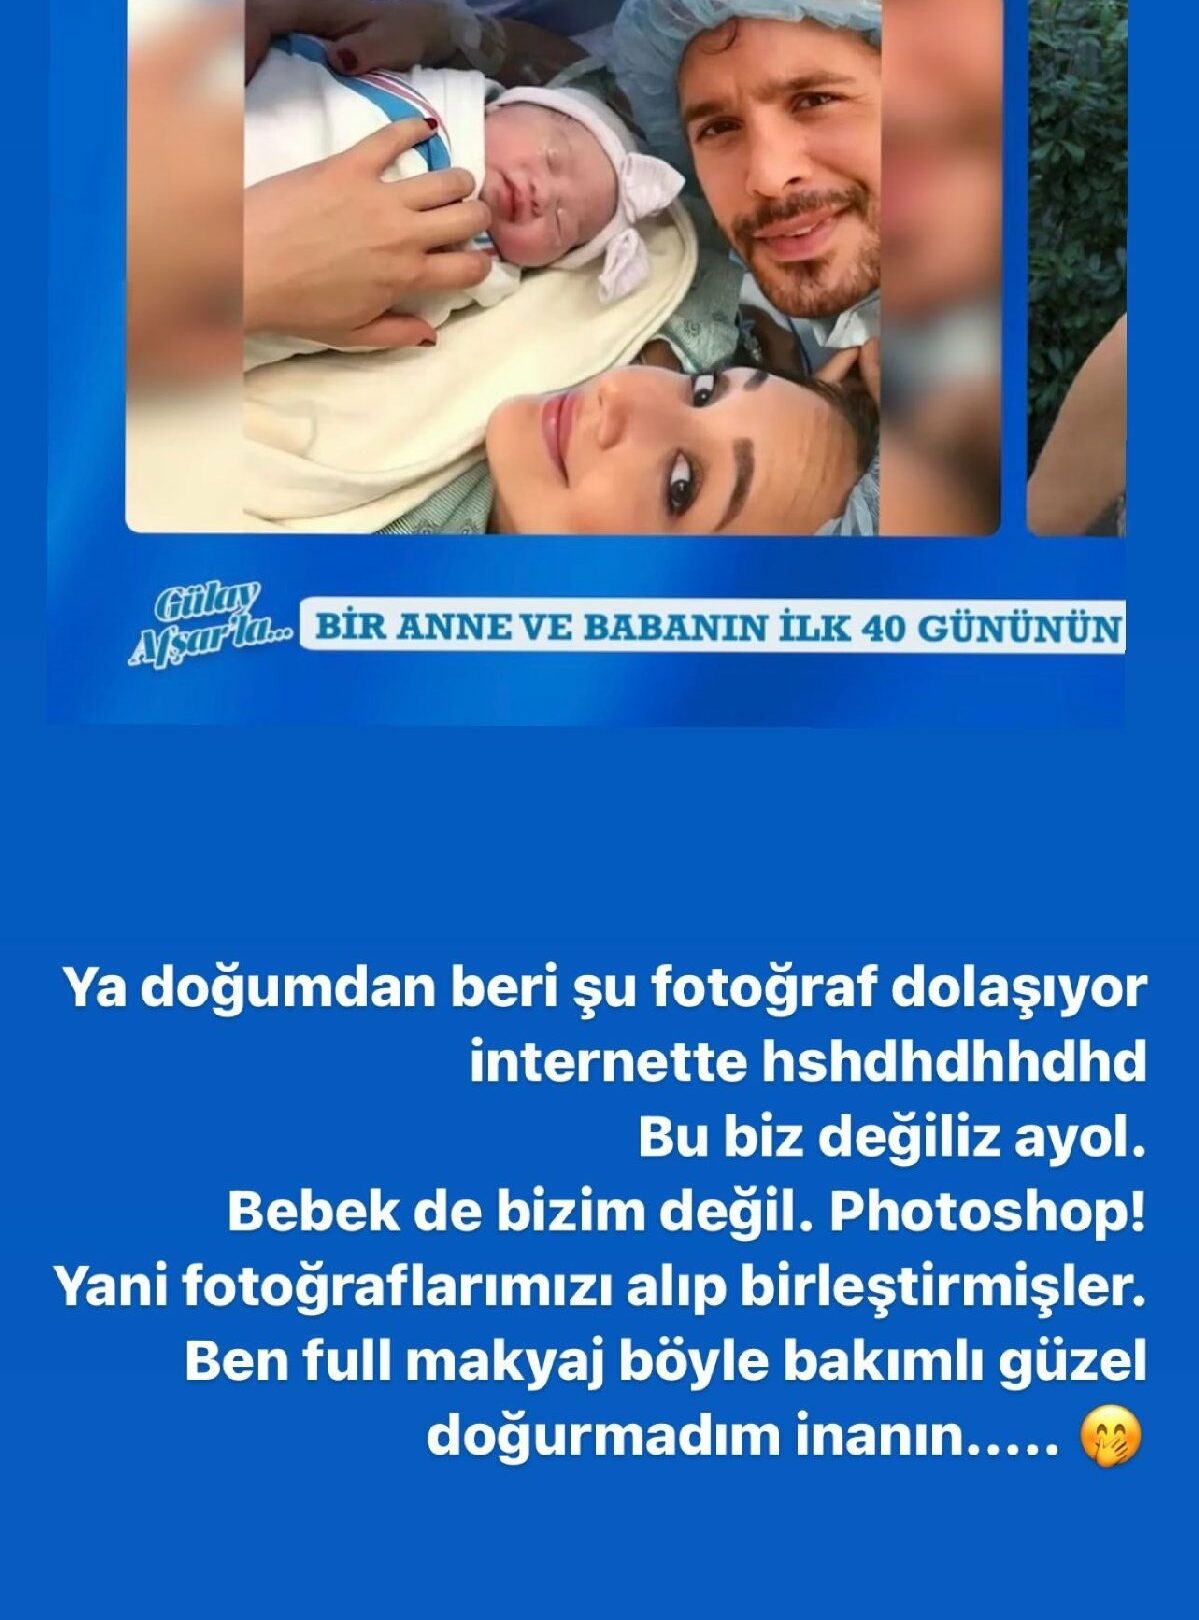 Gülay
Afşar'la...
BİR ANNE VE BABANIN İLK 40 GÜNÜNÜN
Ya doğumdan beri şu fotoğraf dolaşıyor
internette hshdhdhhdhd
Bu biz değiliz ayol.
Bebek de bizim değil. Photoshop!
Yani fotoğraflarımızı alıp birleştirmişler.
Ben full makyaj böyle bakımlı güzel
doğurmadım inanın..... 🤭